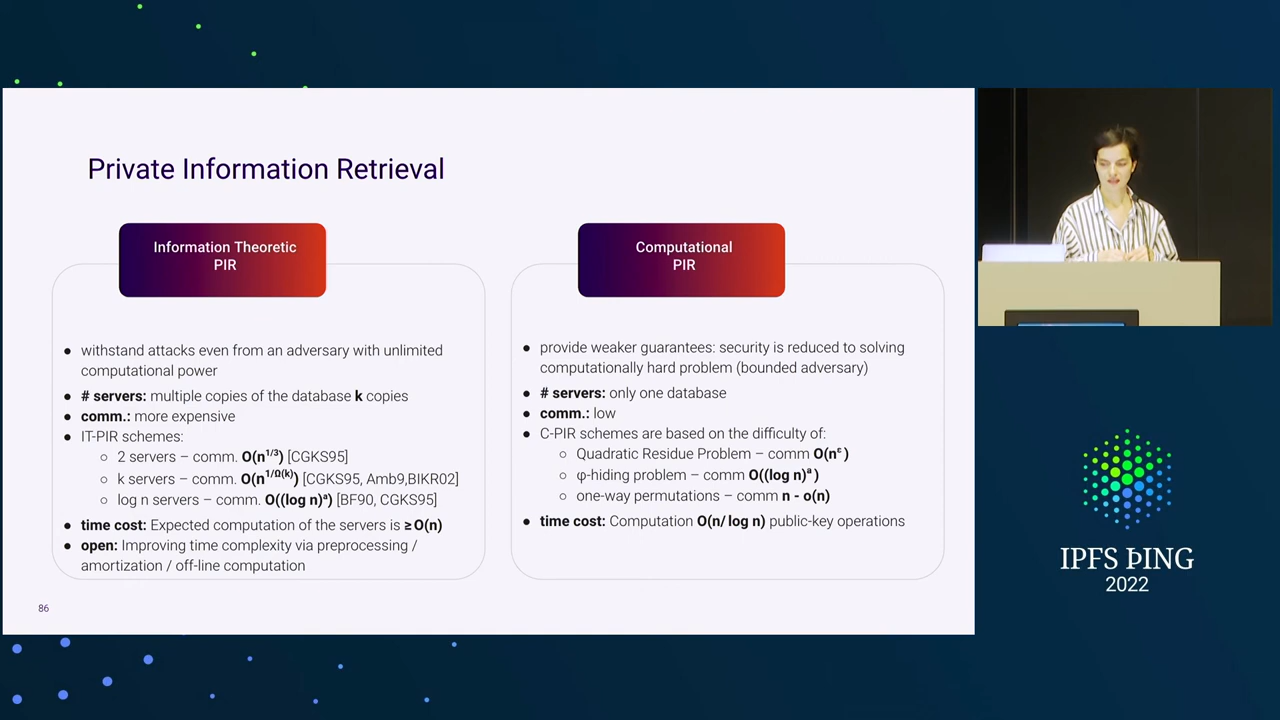 Private Information Retrieval
Information Theoretic
PIR
● withstand attacks even from an adversary with unlimited
computational power
● # servers: multiple copies of the database k copies
● comm.: more expensive
● IT-PIR schemes:
○ 2 servers – comm. O(n^1/3) [CGKS95]
○ k servers – comm. O(n^1/Ω(k)) [CGKS95, Amb9,BIKR02]
○ log n servers – comm. O((log n)^a) [BF90, CGKS95]
● time cost: Expected computation of the servers is ≥ O(n)
● open: Improving time complexity via preprocessing /
amortization / off-line computation
Computational
PIR
● provide weaker guarantees: security is reduced to solving
computationally hard problem (bounded adversary)
● # servers: only one database
● comm.: low
● C-PIR schemes are based on the difficulty of:
○ Quadratic Residue Problem – comm O(n^ε)
○ φ-hiding problem – comm O((log n)^a)
○ one-way permutations – comm n - o(n)
● time cost: Computation O(n/ log n) public-key operations
86
IPFS ÞING
2022